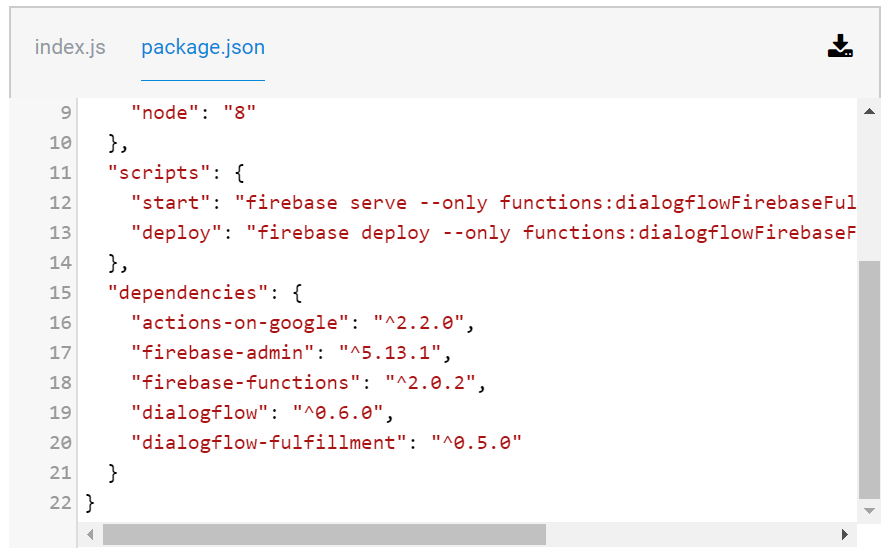 index.js package.json
9 "node": "8"
10 },
11 "scripts": {
12 "start": "firebase serve --only functions:dialogflowFirebaseFul
13 "deploy": "firebase deploy --only functions:dialogflowFirebaseF
14 },
15 "dependencies": {
16 "actions-on-google": "^2.2.0",
17 "firebase-admin": "^5.13.1",
18 "firebase-functions": "^2.0.2",
19 "dialogflow": "^0.6.0",
20 "dialogflow-fulfillment": "^0.5.0"
21 }
22 }